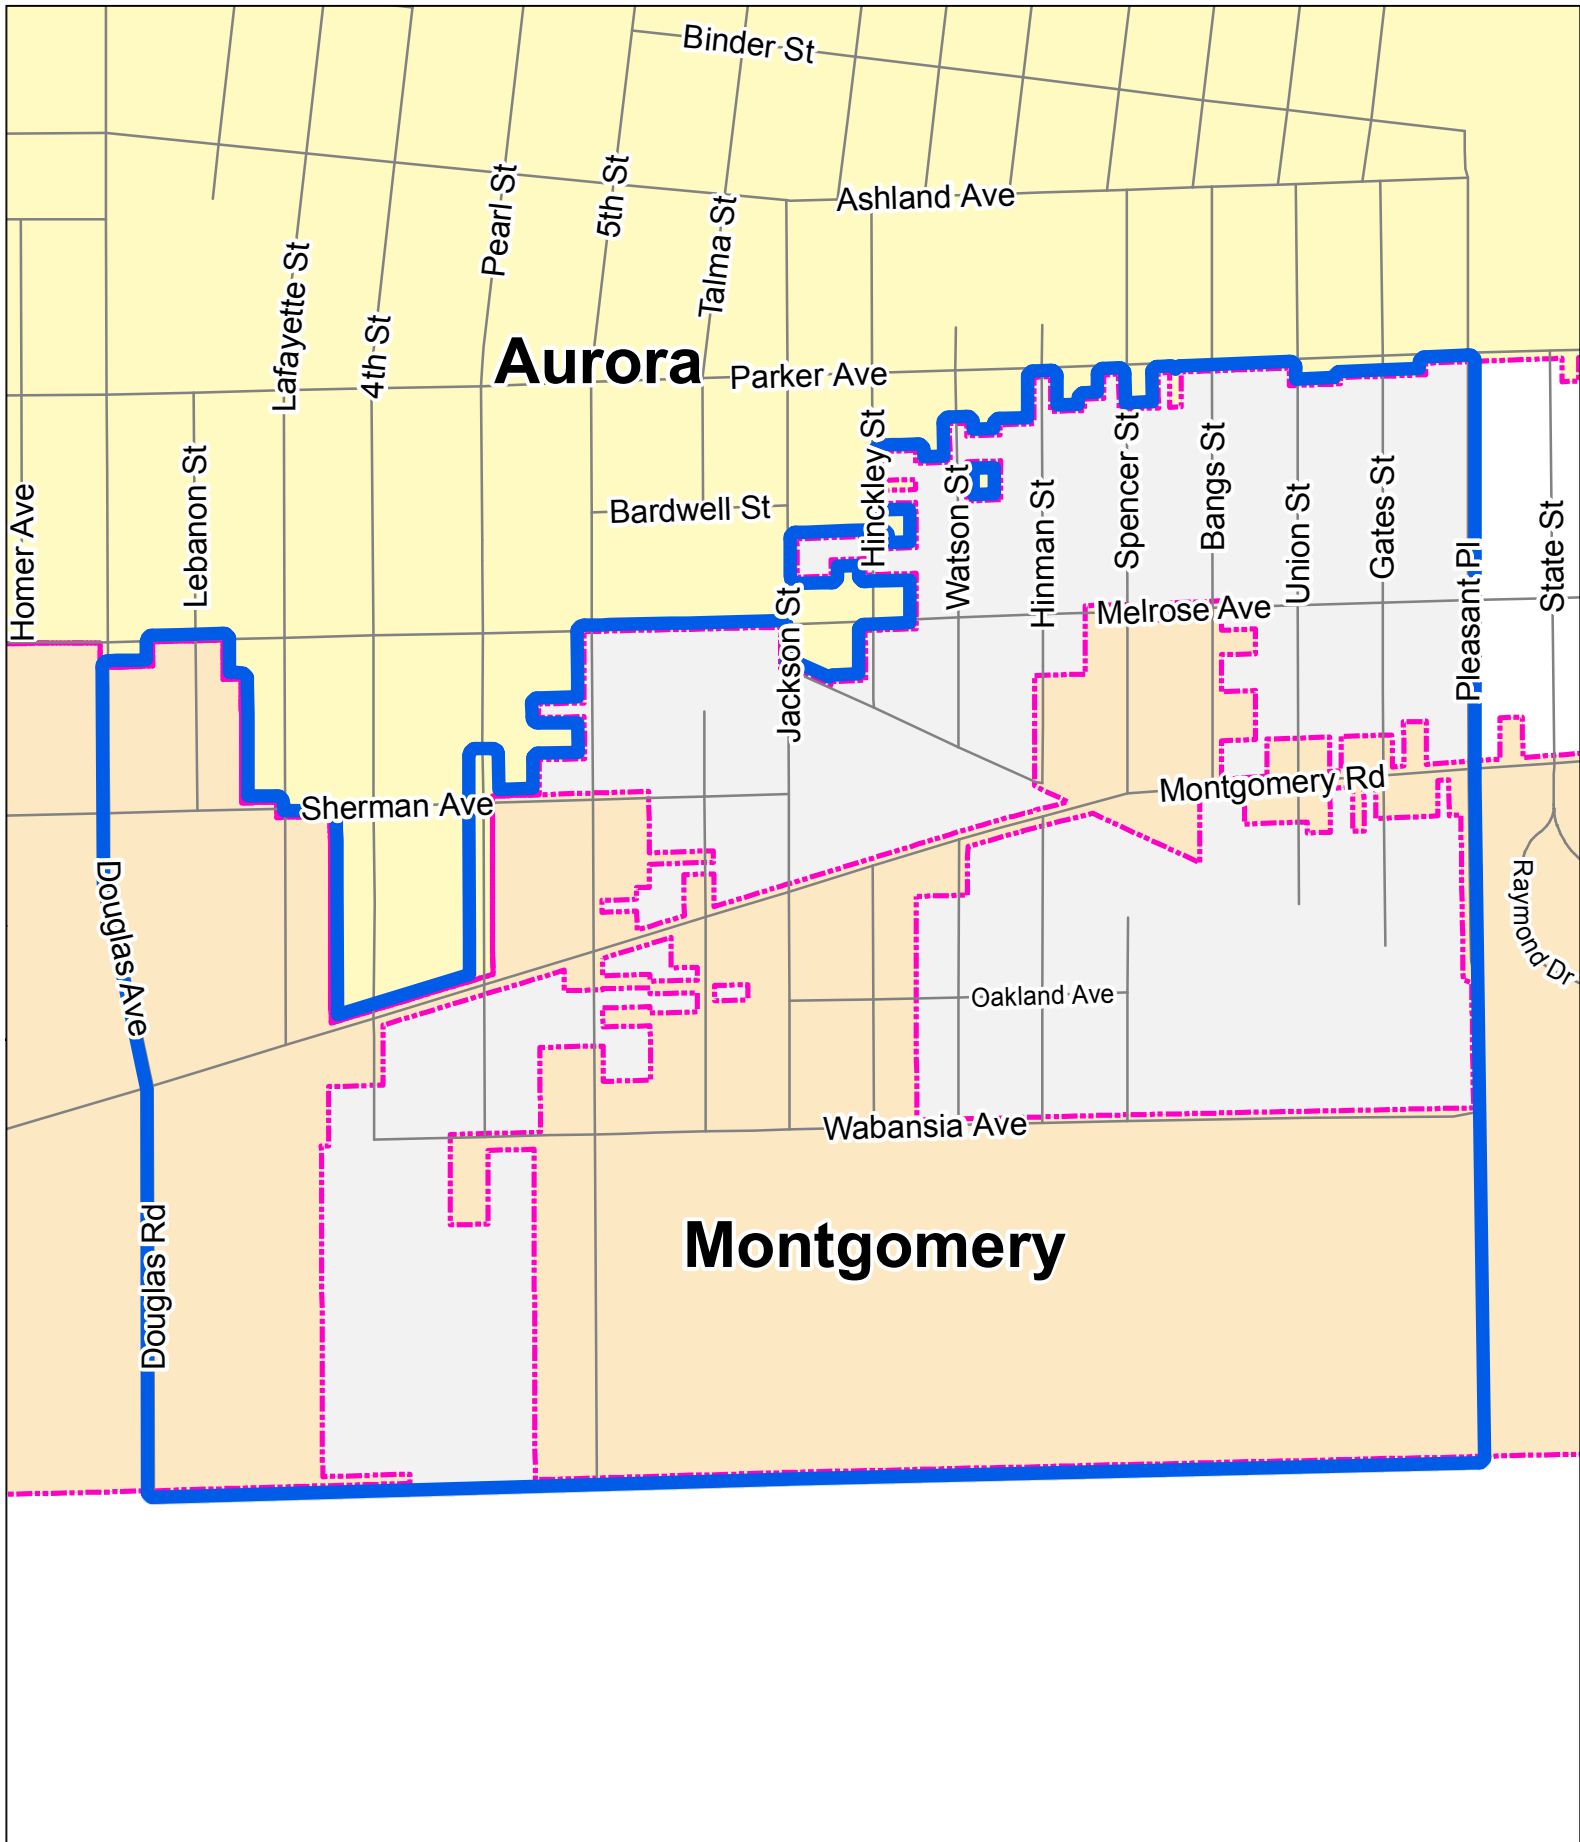 Binder St
Ashland Ave
Pearl St
5th St
Talma St
Lafayette St
4th St
Aurora
Parker Ave
Hinckley St
Lebanon St
Homer Ave
Bardwell St
Watson St
Hinman St
Spencer St
Bangs St
Union St
Gates St
Pleasant Pl
State St
Jackson St
Melrose Ave
Montgomery Rd
Sherman Ave
Douglas Ave
Raymond Dr
Oakland Ave
Wabansia Ave
Montgomery
Douglas Rd